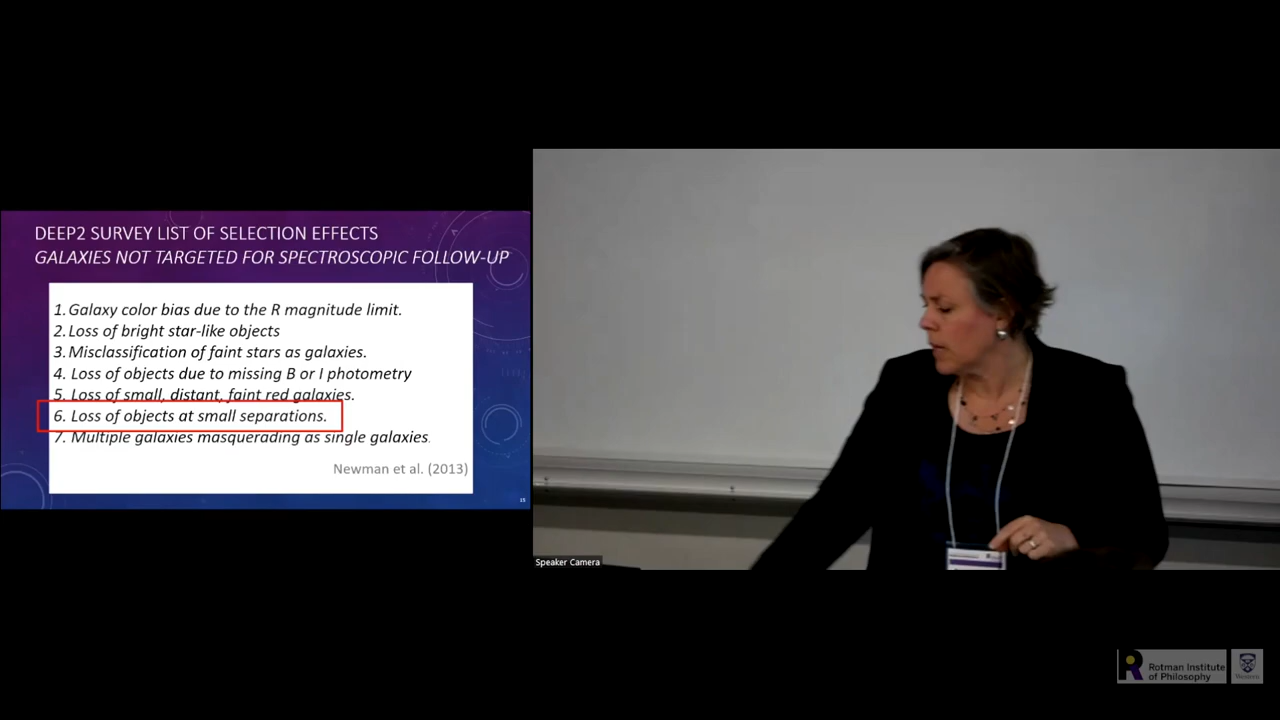 DEEP2 SURVEY LIST OF SELECTION EFFECTS
GALAXIES NOT TARGETED FOR SPECTROSCOPIC FOLLOW-UP
1. Galaxy color bias due to the R magnitude limit.
2. Loss of bright star-like objects
3. Misclassification of faint stars as galaxies.
4. Loss of objects due to missing B or I photometry
5. Loss of small, distant, faint red galaxies.
6. Loss of objects at small separations.
7. Multiple galaxies masquerading as single galaxies.
Newman et al. (2013)
15
Speaker Camera
Rotman Institute
of Philosophy
Western